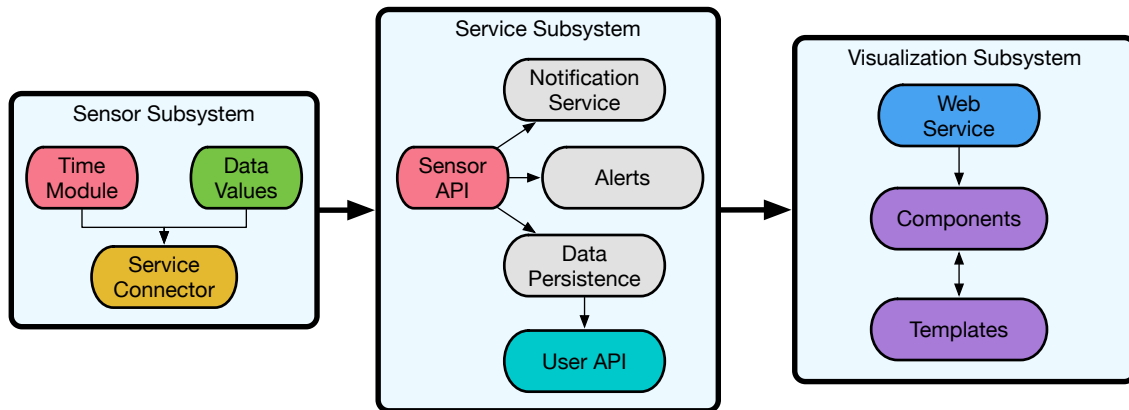 Sensor Subsystem
Time
Module
Data
Values
Service
Connector
Service Subsystem
Notification
Service
Sensor
API
Alerts
Data
Persistence
User API
Visualization Subsystem
Web
Service
Components
Templates